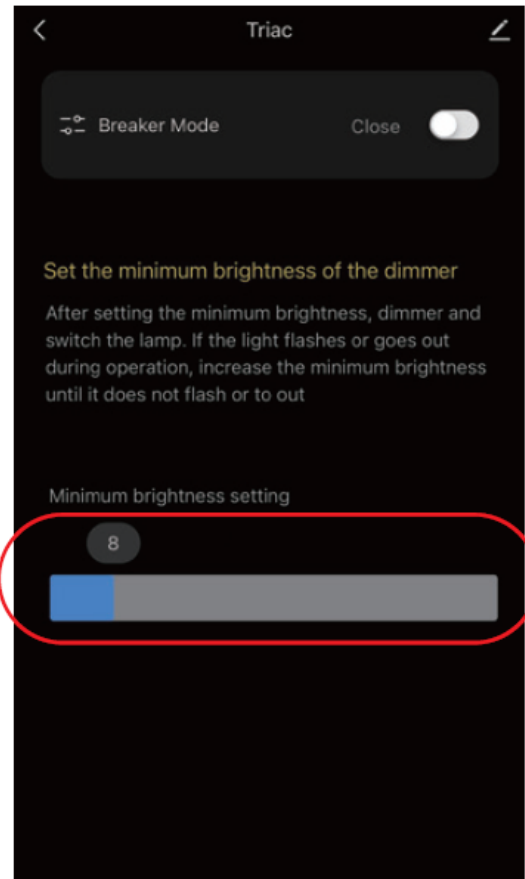 Triac
Breaker Mode Close
Set the minimum brightness of the dimmer
After setting the minimum brightness, dimmer and
switch the lamp. If the light flashes or goes out
during operation, increase the minimum brightness
until it does not flash or to out
Minimum brightness setting
8